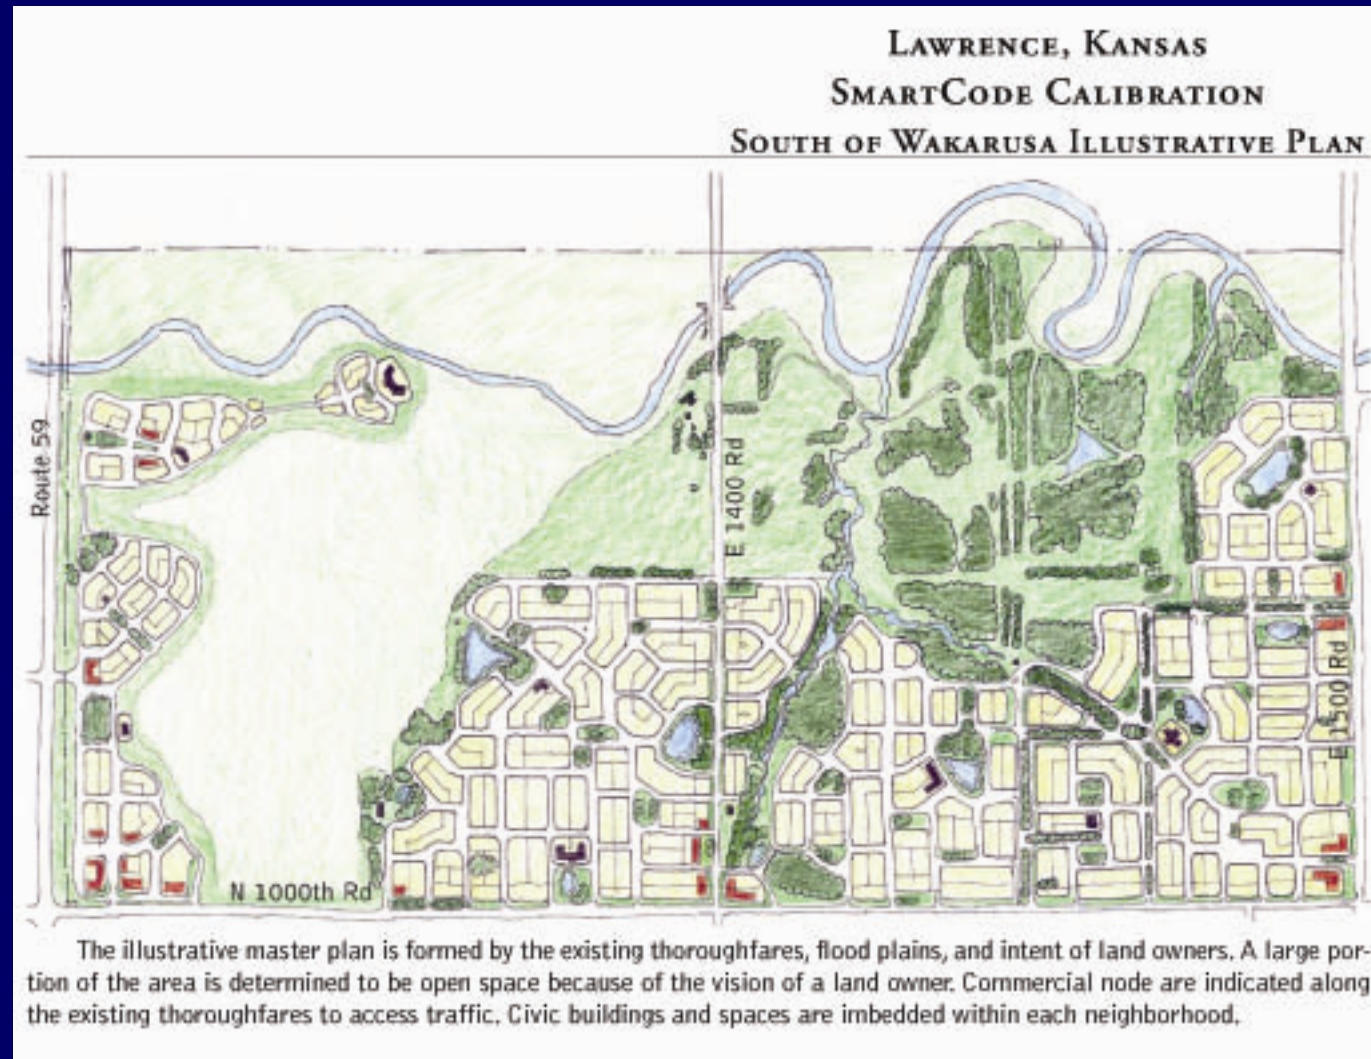 LAWRENCE, KANSAS
SMARTCODE CALIBRATION
SOUTH OF WAKARUSA ILLUSTRATIVE PLAN
Route 59
E 1400 Rd
E 1500 Rd
N 1000th Rd
The illustrative master plan is formed by the existing thoroughfares, flood plains, and intent of land owners. A large por-
tion of the area is determined to be open space because of the vision of a land owner. Commercial node are indicated along
the existing thoroughfares to access traffic. Civic buildings and spaces are imbedded within each neighborhood.